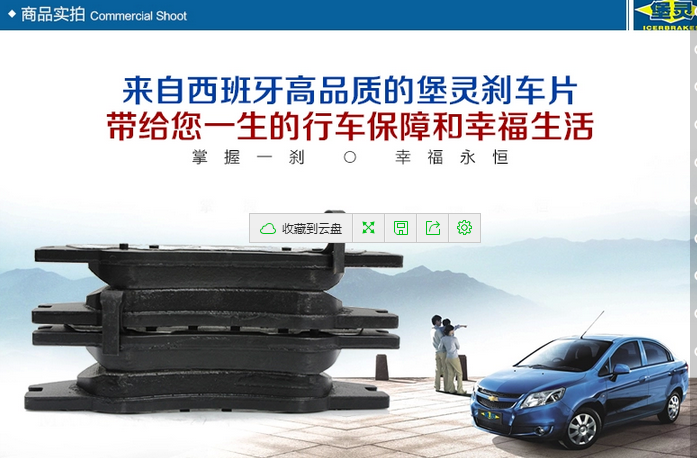 商品实拍 Commercial Shoot
堡灵
ICERBRAKE
来自西班牙高品质的堡灵刹车片
带给您一生的行车保障和幸福生活
掌握一刹 ○ 幸福永恒
收藏到云盘